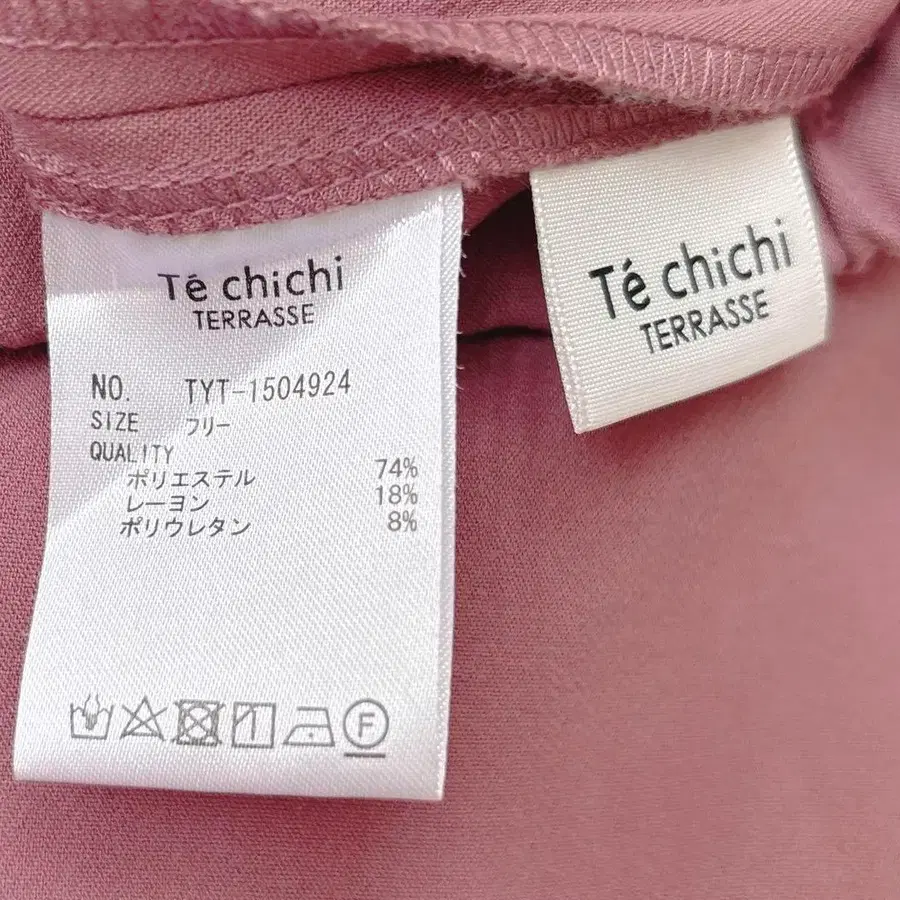 Té chichi
TERRASSE
NO. TYT-1504924
SIZE フリー
QUALITY
ポリエステル 74%
レーヨン 18%
ポリウレタン 8%
F
Té chichi
TERRASSE